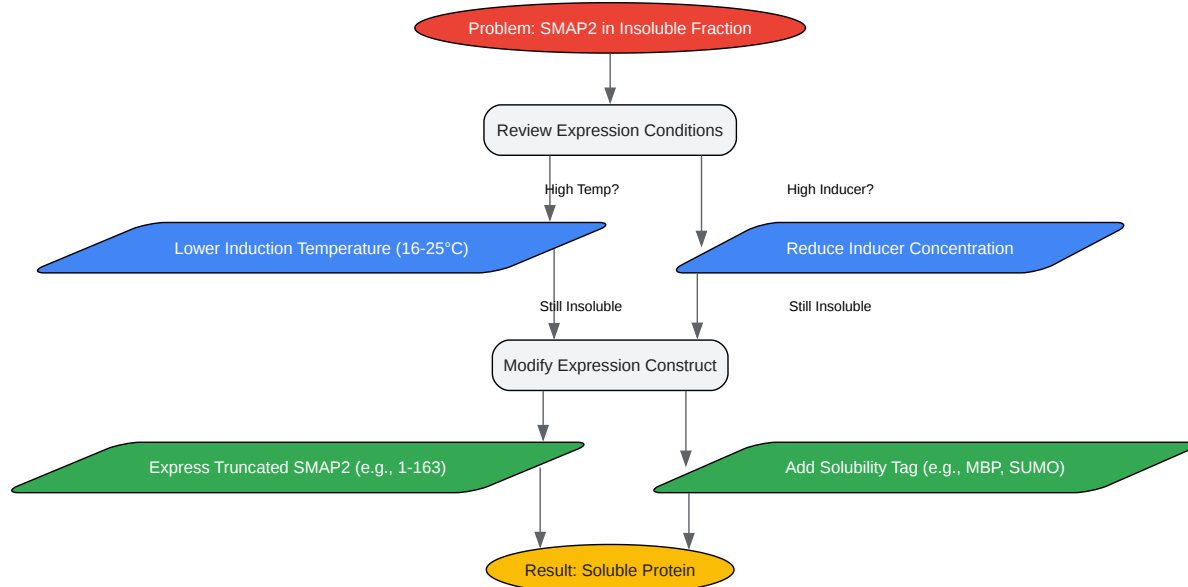 Problem: SMAP2 in Insoluble Fraction
Review Expression Conditions
High Temp?
High Inducer?
Lower Induction Temperature (16-25°C)
Reduce Inducer Concentration
Still Insoluble
Still Insoluble
Modify Expression Construct
Express Truncated SMAP2 (e.g., 1-163)
Add Solubility Tag (e.g., MBP, SUMO)
Result: Soluble Protein